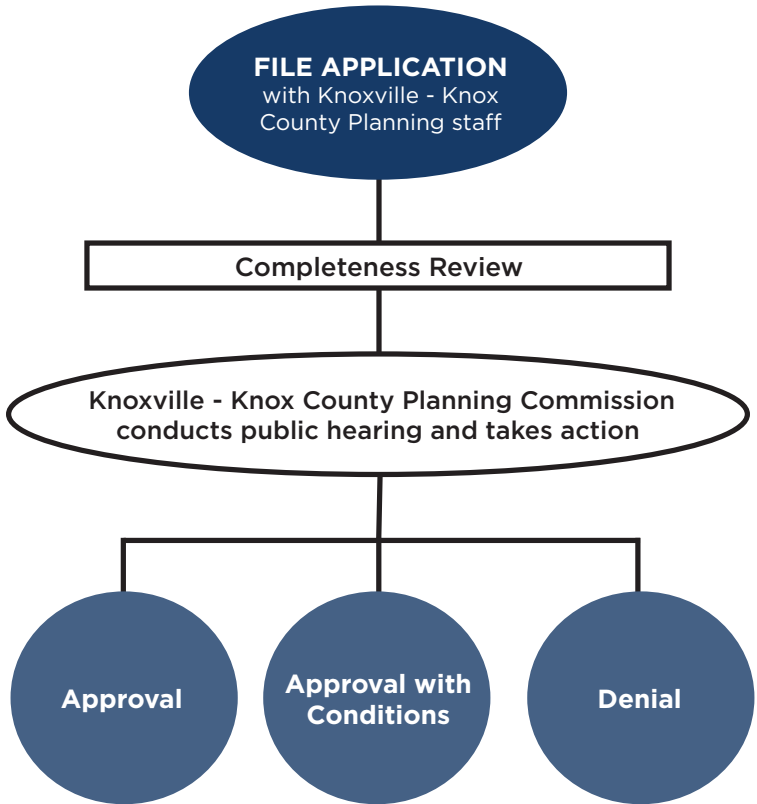 FILE APPLICATION
with Knoxville - Knox
County Planning staff
Completeness Review
Knoxville - Knox County Planning Commission
conducts public hearing and takes action
Approval
Approval with
Conditions
Denial